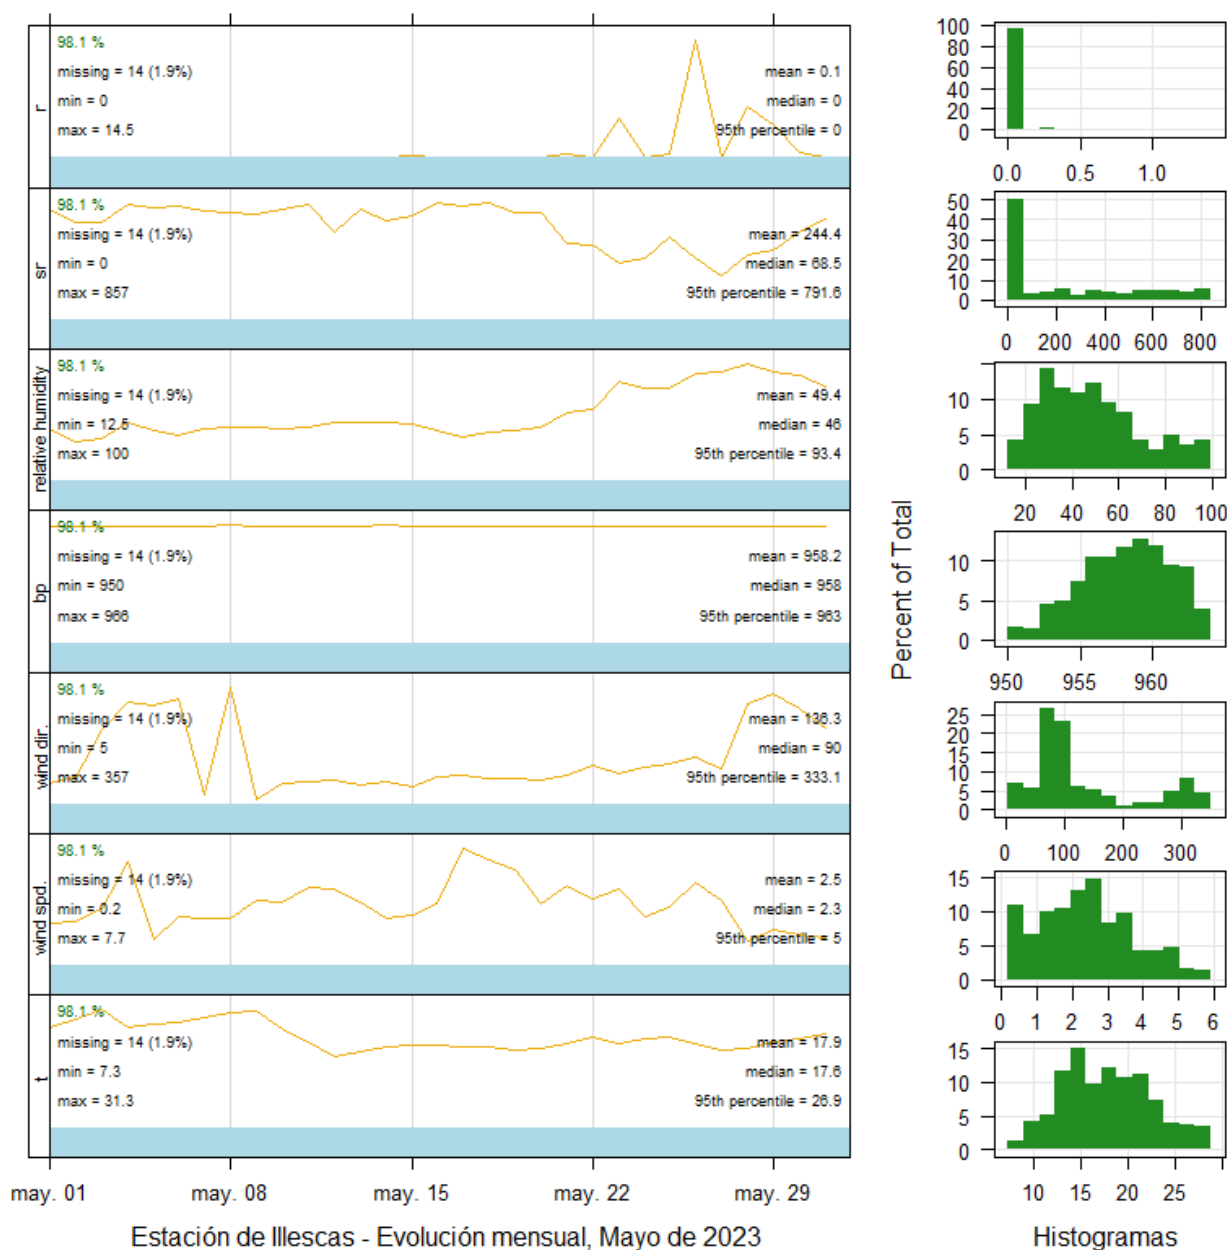 r
98.1 %
missing = 14 (1.9%)
min = 0
max = 14.5
mean = 0.1
median = 0
95th percentile = 0
sr
98.1 %
missing = 14 (1.9%)
min = 0
max = 857
mean = 244.4
median = 68.5
95th percentile = 791.6
relative humidity
98.1 %
missing = 14 (1.9%)
min = 12.5
max = 100
mean = 49.4
median = 46
95th percentile = 93.4
bp
98.1 %
missing = 14 (1.9%)
min = 950
max = 966
mean = 958.2
median = 958
95th percentile = 963
wind dir.
98.1 %
missing = 14 (1.9%)
min = 5
max = 357
mean = 136.3
median = 90
95th percentile = 333.1
wind spd.
98.1 %
missing = 14 (1.9%)
min = 0.2
max = 7.7
mean = 2.5
median = 2.3
95th percentile = 5
t
98.1 %
missing = 14 (1.9%)
min = 7.3
max = 31.3
mean = 17.9
median = 17.6
95th percentile = 26.9
may. 01 may. 08 may. 15 may. 22 may. 29
Estación de Illescas - Evolución mensual, Mayo de 2023
Percent of Total
100
80
60
40
20
0
0.0 0.5 1.0
50
40
30
20
10
0
0 200 400 600 800
10
5
0
20 40 60 80 100
10
5
0
950 955 960
25
20
15
10
5
0
0 100 200 300
15
10
5
0
0 1 2 3 4 5 6
15
10
5
0
10 15 20 25
Histogramas